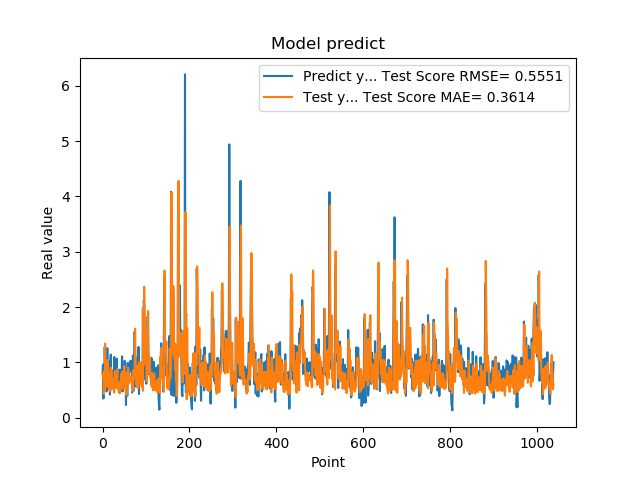 Model predict
Predict y... Test Score RMSE= 0.5551
Test y... Test Score MAE= 0.3614
Real value
6
5
4
3
2
1
0
0 200 400 600 800 1000
Point